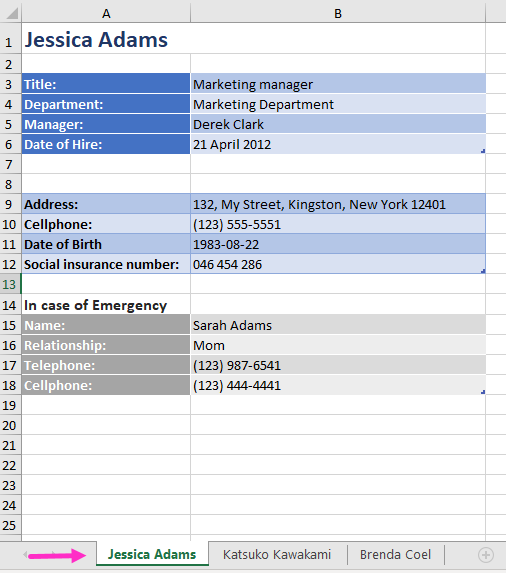 A B
1 Jessica Adams
2
3 Title: Marketing manager
4 Department: Marketing Department
5 Manager: Derek Clark
6 Date of Hire: 21 April 2012
7
8
9 Address: 132, My Street, Kingston, New York 12401
10 Cellphone: (123) 555-5551
11 Date of Birth 1983-08-22
12 Social insurance number: 046 454 286
13
14 In case of Emergency
15 Name: Sarah Adams
16 Relationship: Mom
17 Telephone: (123) 987-6541
18 Cellphone: (123) 444-4441
19
20
21
22
23
24
25
Jessica Adams Katsuko Kawakami Brenda Coel